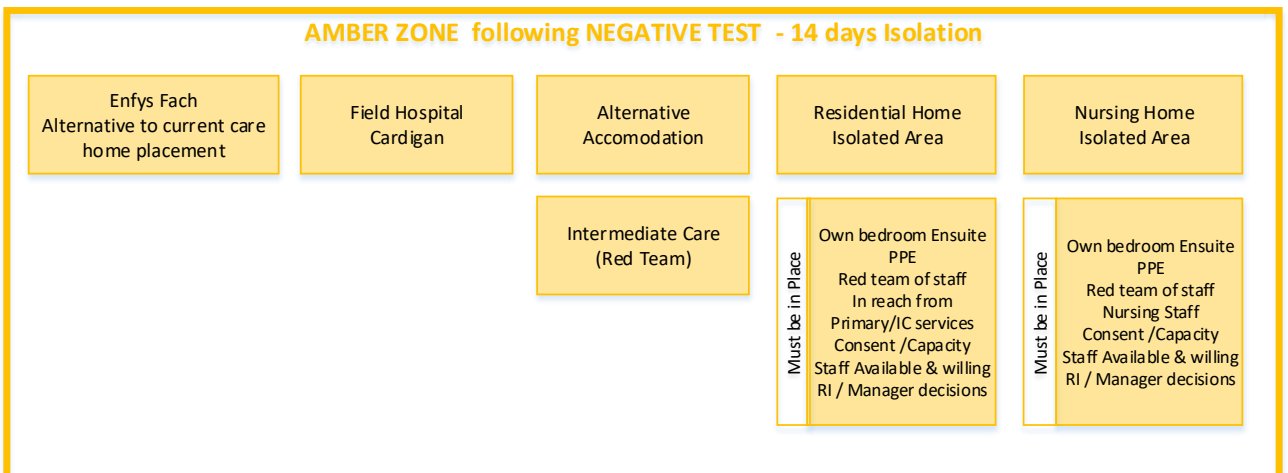 AMBER ZONE following NEGATIVE TEST - 14 days Isolation
Enfys Fach
Alternative to current care
home placement
Field Hospital
Cardigan
Alternative
Accomodation
Residential Home
Isolated Area
Nursing Home
Isolated Area
Intermediate Care
(Red Team)
Must be in Place
Own bedroom Ensuite
PPE
Red team of staff
In reach from
Primary/IC services
Consent /Capacity
Staff Available & willing
RI / Manager decisions
Must be in Place
Own bedroom Ensuite
PPE
Red team of staff
Nursing Staff
Consent /Capacity
Staff Available & willing
RI / Manager decisions